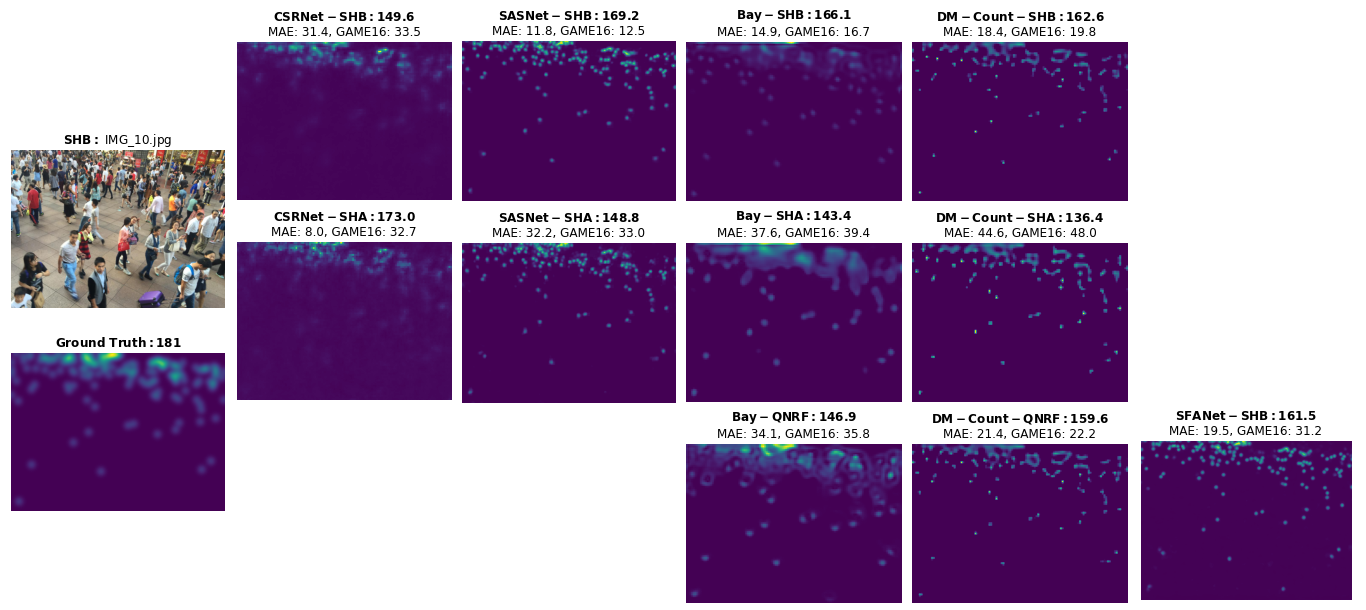 CSRNet−SHB: 149.6
MAE: 31.4, GAME16: 33.5
SASNet−SHB: 169.2
MAE: 11.8, GAME16: 12.5
Bay−SHB: 166.1
MAE: 14.9, GAME16: 16.7
DM−Count−SHB: 162.6
MAE: 18.4, GAME16: 19.8
SHB: IMG_10.jpg
CSRNet−SHA: 173.0
MAE: 8.0, GAME16: 32.7
SASNet−SHA: 148.8
MAE: 32.2, GAME16: 33.0
Bay−SHA: 143.4
MAE: 37.6, GAME16: 39.4
DM−Count−SHA: 136.4
MAE: 44.6, GAME16: 48.0
Ground Truth: 181
Bay−QNRF: 146.9
MAE: 34.1, GAME16: 35.8
DM−Count−QNRF: 159.6
MAE: 21.4, GAME16: 22.2
SFANet−SHB: 161.5
MAE: 19.5, GAME16: 31.2